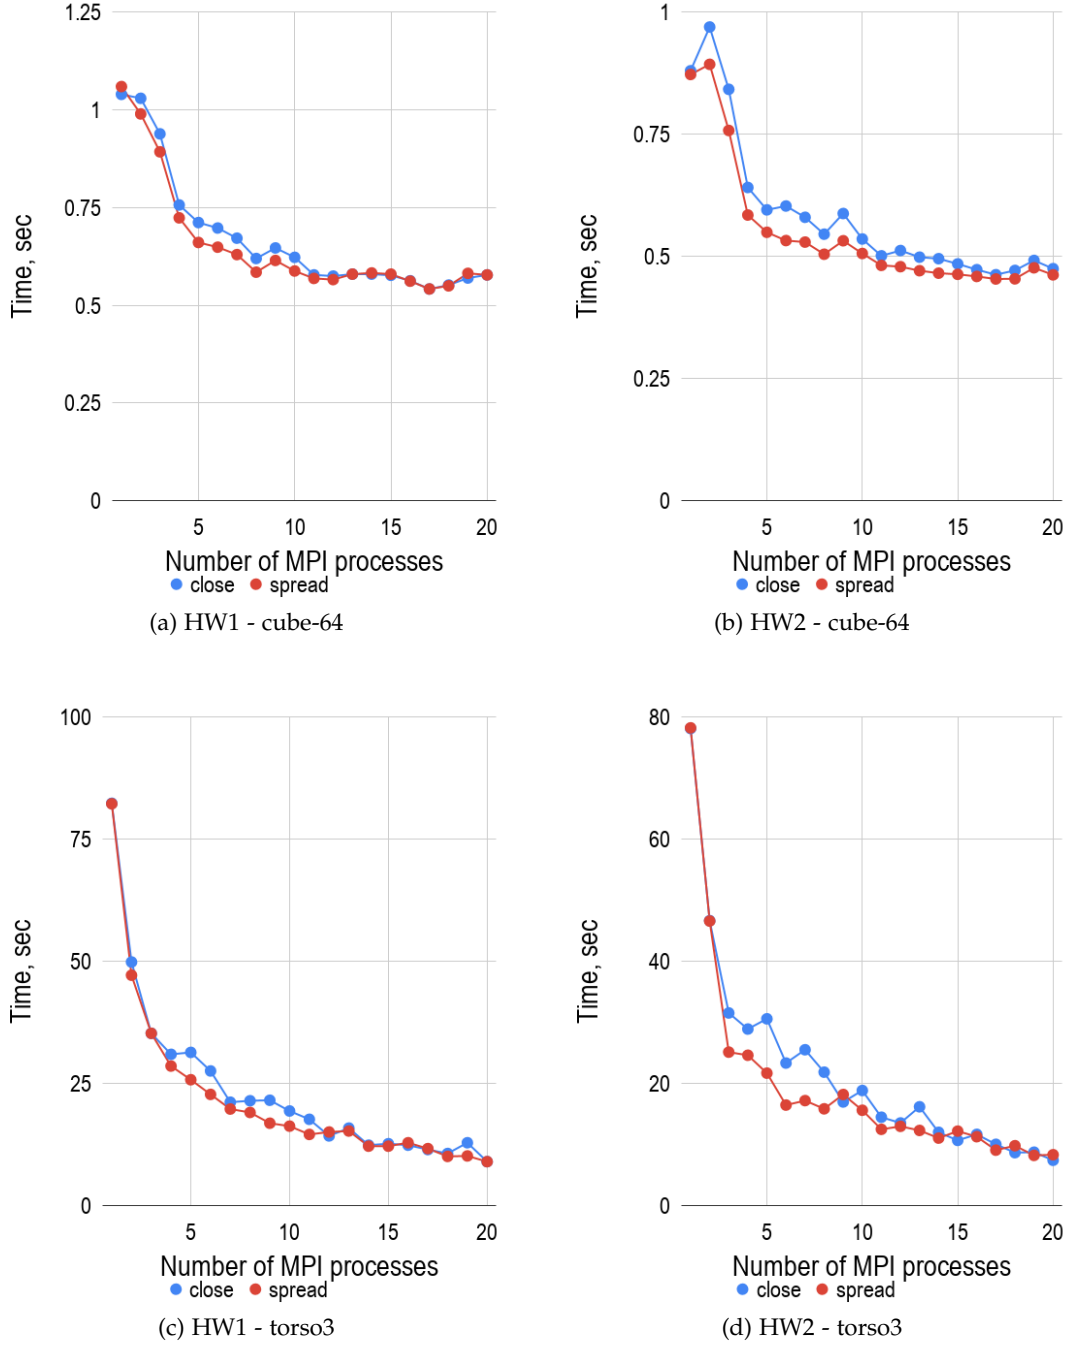 1.25
1
0.75
0.5
0.25
0
Time, sec
5 10 15 20
Number of MPI processes
close spread
(a) HW1 - cube-64
1
0.75
0.5
0.25
0
Time, sec
5 10 15 20
Number of MPI processes
close spread
(b) HW2 - cube-64
100
75
50
25
0
Time, sec
5 10 15 20
Number of MPI processes
close spread
(c) HW1 - torso3
80
60
40
20
0
Time, sec
5 10 15 20
Number of MPI processes
close spread
(d) HW2 - torso3